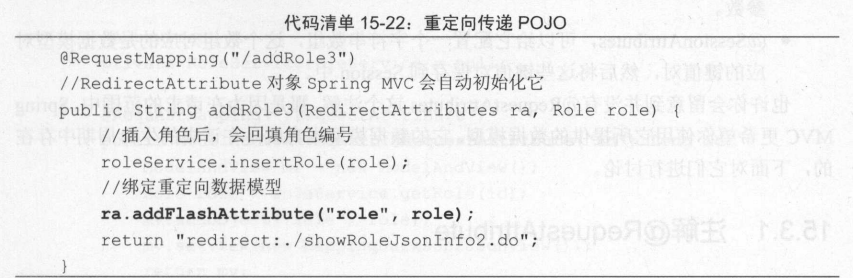 代码清单 15-22：重定向传递 POJO
@RequestMapping("/addRole3")
//RedirectAttribute 对象 Spring MVC 会自动初始化它
public String addRole3(RedirectAttributes ra, Role role) {
//插入角色后，会回填角色编号
roleService.insertRole(role);
//绑定重定向数据模型
ra.addFlashAttribute("role", role);
return "redirect:./showRoleJsonInfo2.do";
}